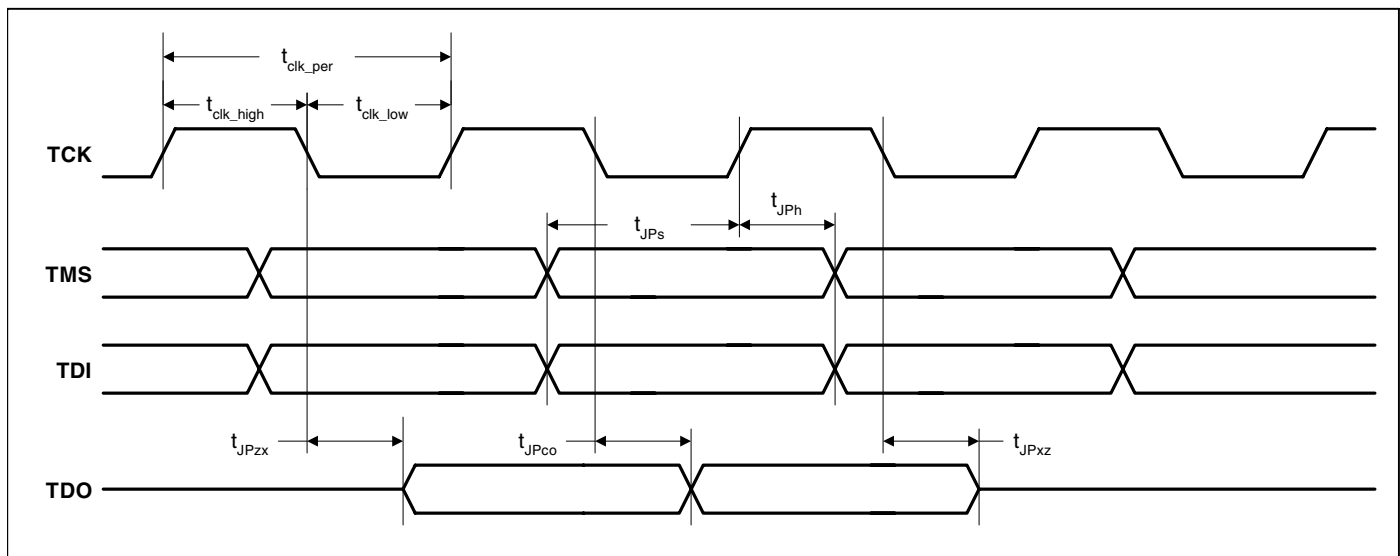 t_clk_per
t_clk_high t_clk_low
TCK
t_JPs t_JPh
TMS
TDI
t_JPzx t_JPco t_JPxz
TDO